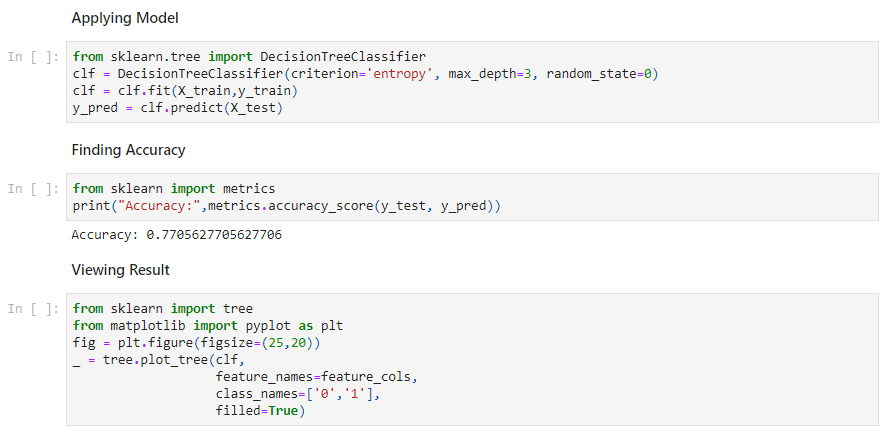 Applying Model
In [ ]: from sklearn.tree import DecisionTreeClassifier
clf = DecisionTreeClassifier(criterion='entropy', max_depth=3, random_state=0)
clf = clf.fit(X_train,y_train)
y_pred = clf.predict(X_test)
Finding Accuracy
In [ ]: from sklearn import metrics
print("Accuracy:",metrics.accuracy_score(y_test, y_pred))
Accuracy: 0.7705627705627706
Viewing Result
In [ ]: from sklearn import tree
from matplotlib import pyplot as plt
fig = plt.figure(figsize=(25,20))
_ = tree.plot_tree(clf,
                   feature_names=feature_cols,
                   class_names=['0','1'],
                   filled=True)